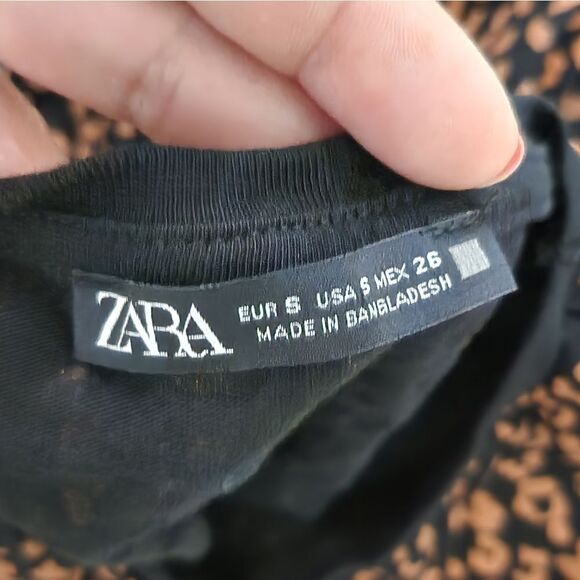 ZARA
EUR S USA S MEX 26
MADE IN BANGLADESH